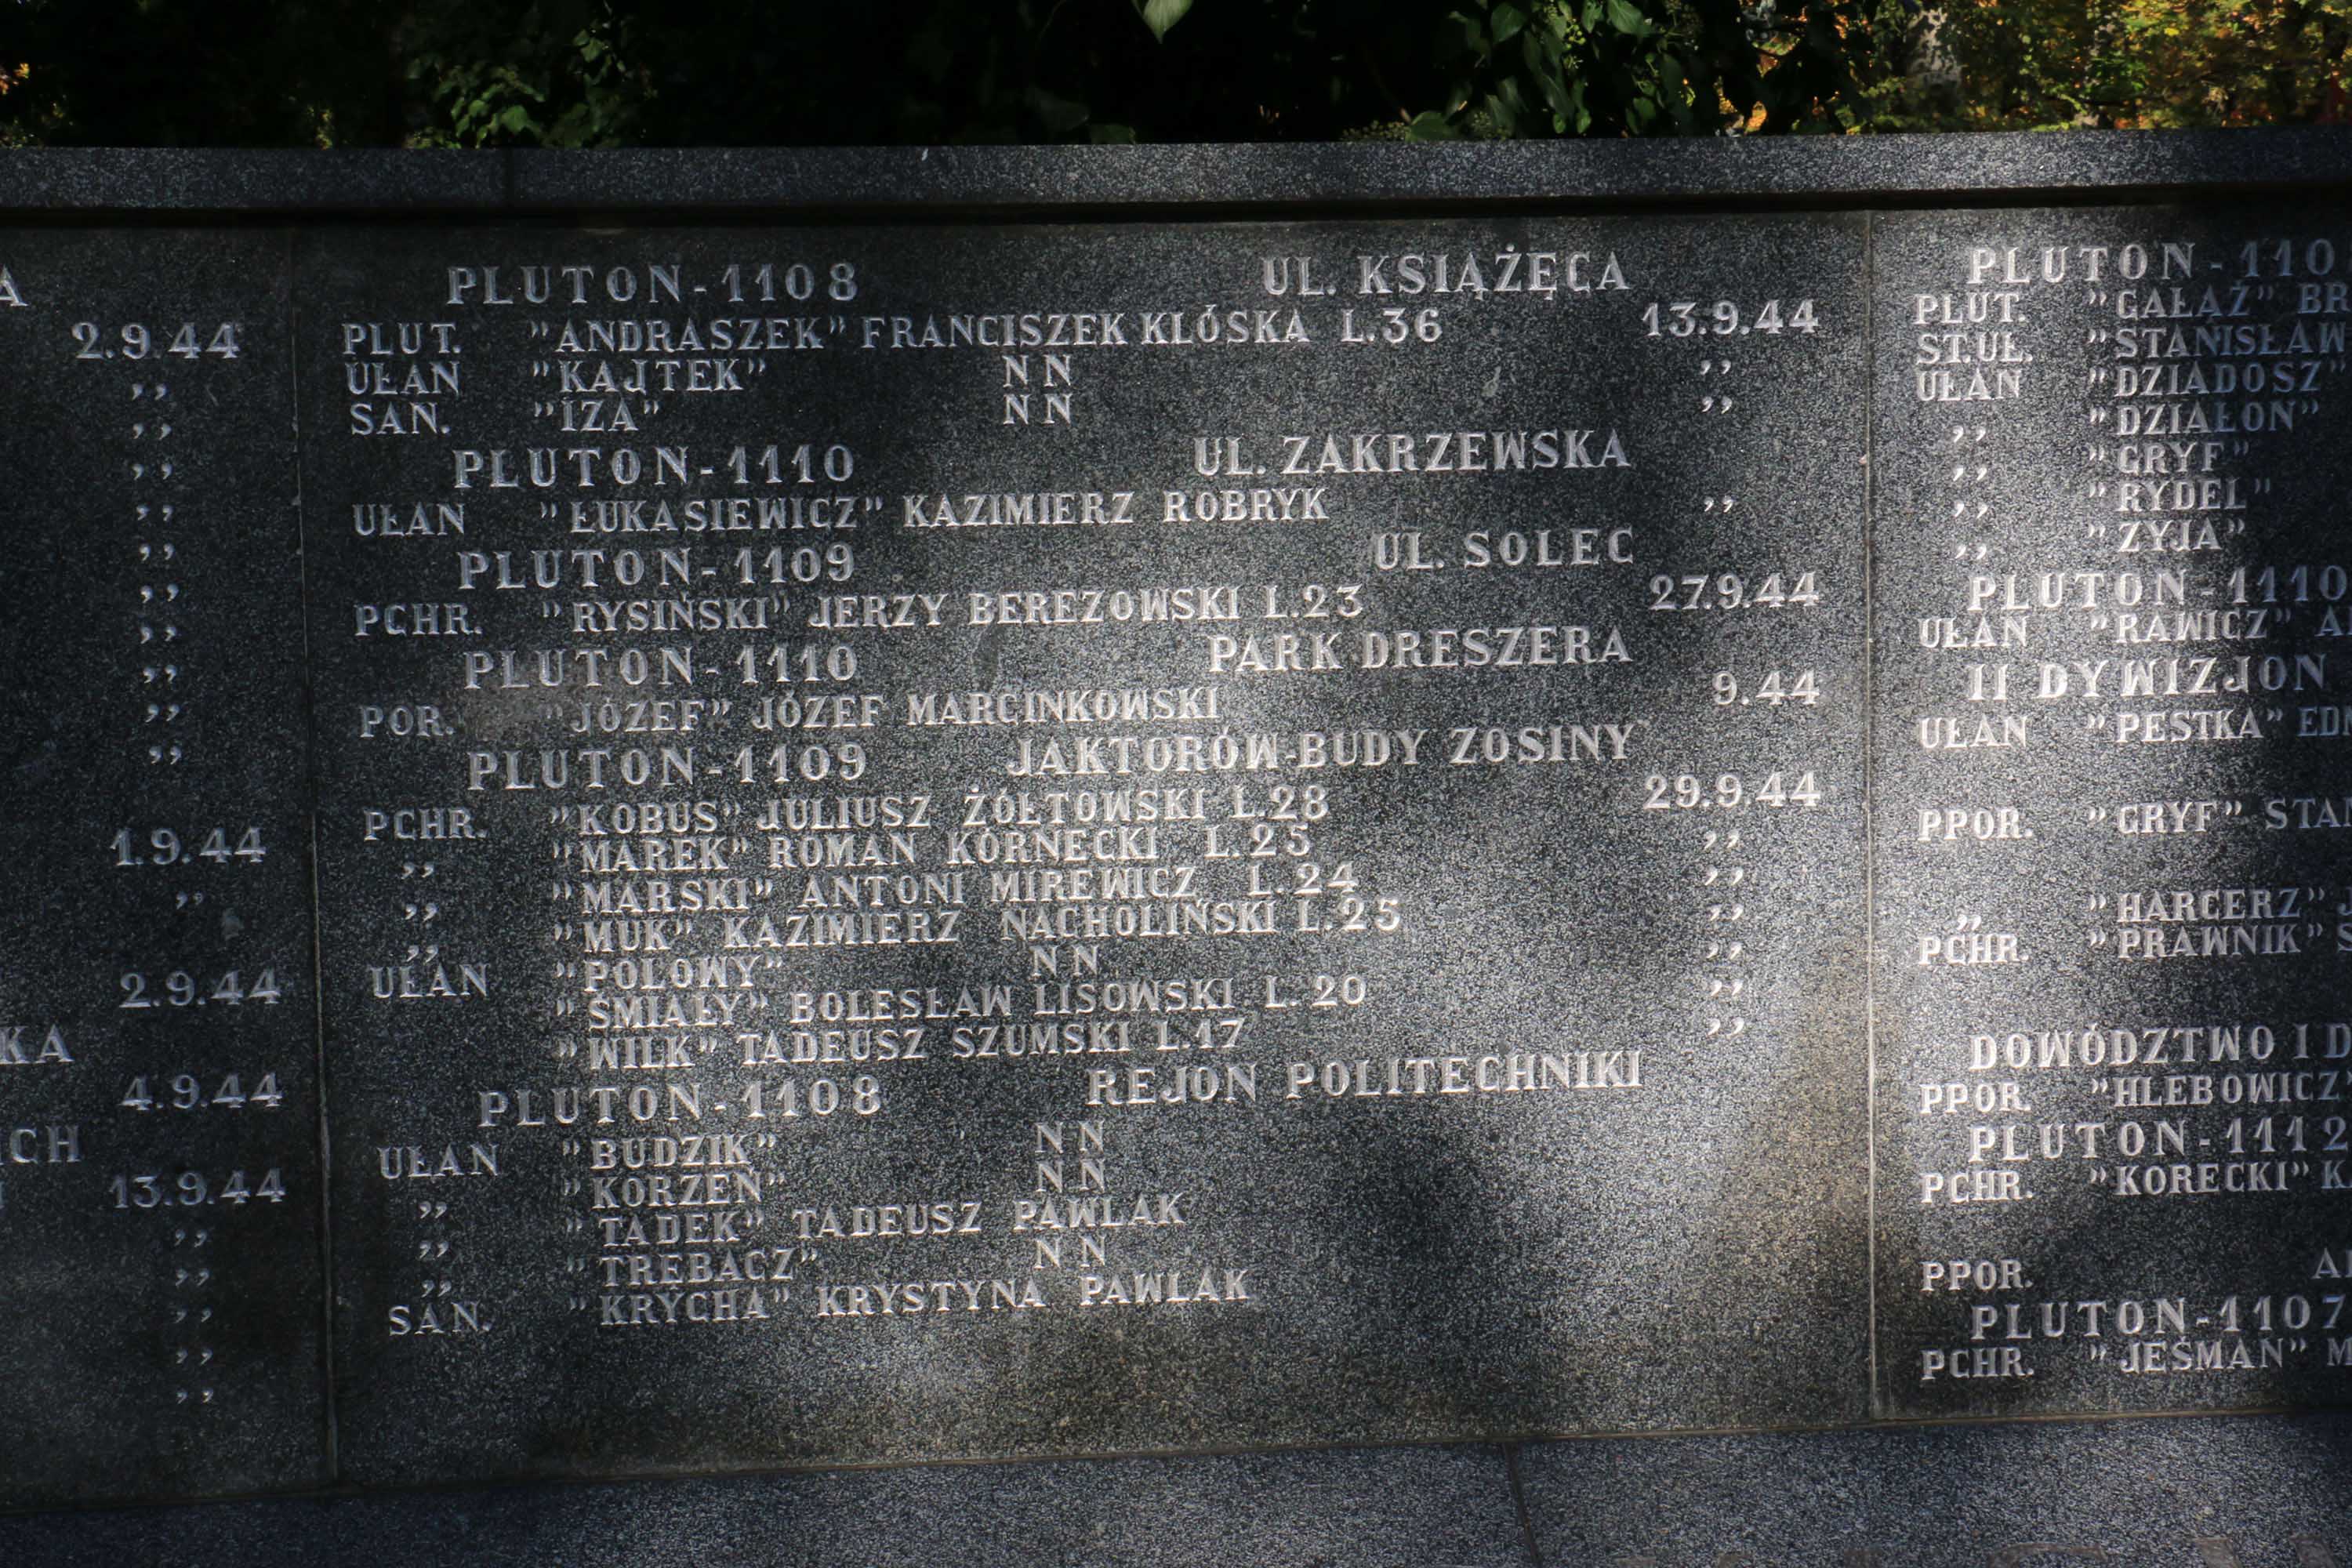 A
2.9.44
,,
,,
,,
,,
,,
,,
,,
,,
,,
,,
1.9.44
,,
2.9.44
KA
4.9.44
ICH
13.9.44
,,
,,
,,
,,
,,
PLUTON-1108 UL. KSIĄŻĘCA
PLUT. "ANDRASZEK" FRANCISZEK KLÓSKA L.36 13.9.44
UŁAN "KAJTEK" NN ,,
SAN. "IZA" NN ,,
PLUTON-1110 UL. ZAKRZEWSKA
UŁAN "ŁUKASIEWICZ" KAZIMIERZ ROBRYK ,,
PLUTON-1109 UL. SOLEC
PCHR. "RYSIŃSKI" JERZY BEREZOWSKI L.23 27.9.44
PLUTON-1110 PARK DRESZERA
POR. "JÓZEF" JÓZEF MARCINKOWSKI 9.44
PLUTON-1109 JAKTORÓW-BUDY ZOSINY
PCHR. "KOBUS" JULIUSZ ŻÓŁTOWSKI L.28 29.9.44
,, "MAREK" ROMAN KORNECKI L.25 ,,
,, "MARSKI" ANTONI MIREWICZ L.24 ,,
,, "MUK" KAZIMIERZ NACHOLIŃSKI L.25 ,,
UŁAN "POLOWY" NN ,,
"ŚMIAŁY" BOLESŁAW LISOWSKI L.20 ,,
"WILK" TADEUSZ SZUMSKI L.17 ,,
PLUTON-1108 REJON POLITECHNIKI
UŁAN "BUDZIK" NN
,, "KORZEŃ" NN
,, "TADEK" TADEUSZ PAWLAK
,, "TRĘBACZ" NN
SAN. "KRYCHA" KRYSTYNA PAWLAK
PLUTON-110
PLUT. "GAŁĄŹ" BR
ST.UŁ. "STANISŁAW
UŁAN "DZIADOSZ"
,, "DZIAŁON"
,, "GRYF"
,, "RYDEL"
,, "ZYJA"
PLUTON-1110
UŁAN "RAWICZ" A
II DYWIZJON
UŁAN "PESTKA" ED
PPOR. "GRYF" STA
,, "HARCERZ"
PCHR. "PRAWNIK" S
DOWÓDZTWO I D
PPOR. "HLEBOWICZ
PLUTON-1112
PCHR. "KORECKI" K
PPOR. A
PLUTON-1107
PCHR. "JEŚMAN" M